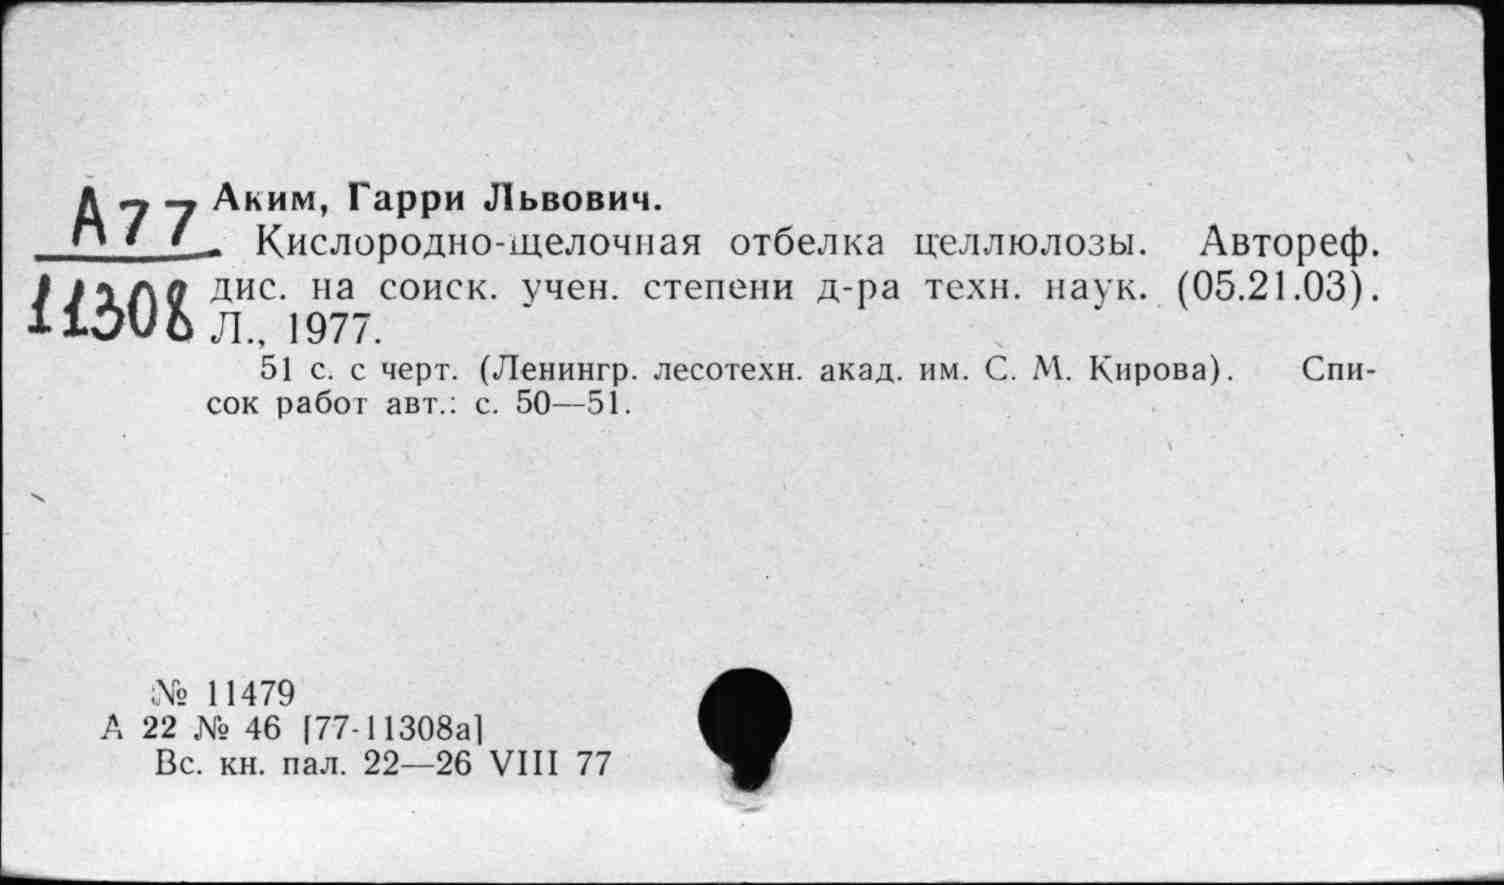 А77
11308
Аким, Гарри Львович.
Кислородно-щелочная отбелка целлюлозы. Автореф.
дис. на соиск. учен. степени д-ра техн. наук. (05.21.03).
Л., 1977.
51 с. с черт. (Ленингр. лесотехн. акад. им. С. М. Кирова). Спи-
сок работ авт.: с. 50—51.
№ 11479
А 22 № 46 [77-11308а]
Вс. кн. пал. 22—26 VIII 77